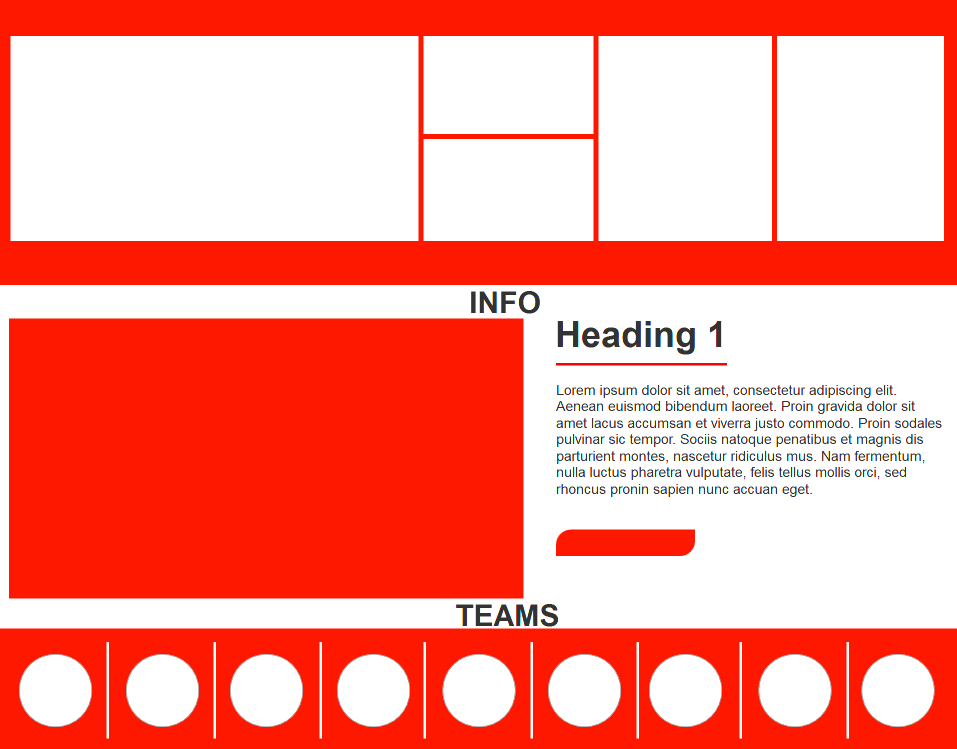 INFO
Heading 1
Lorem ipsum dolor sit amet, consectetur adipiscing elit.
Aenean euismod bibendum laoreet. Proin gravida dolor sit
amet lacus accumsan et viverra justo commodo. Proin sodales
pulvinar sic tempor. Sociis natoque penatibus et magnis dis
parturient montes, nascetur ridiculus mus. Nam fermentum,
nulla luctus pharetra vulputate, felis tellus mollis orci, sed
rhoncus pronin sapien nunc accuan eget.
TEAMS